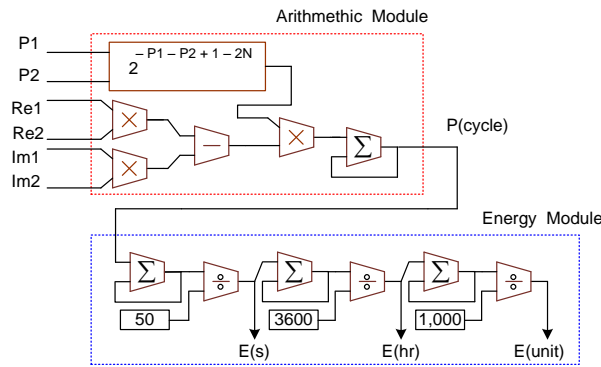 Arithmethic Module
P1
P2
2^-P1-P2+1-2N
Re1
Re2
Im1
Im2
×
×
−
×
Σ
P(cycle)
Energy Module
Σ
÷
Σ
÷
Σ
÷
50
3600
1,000
E(s)
E(hr)
E(unit)